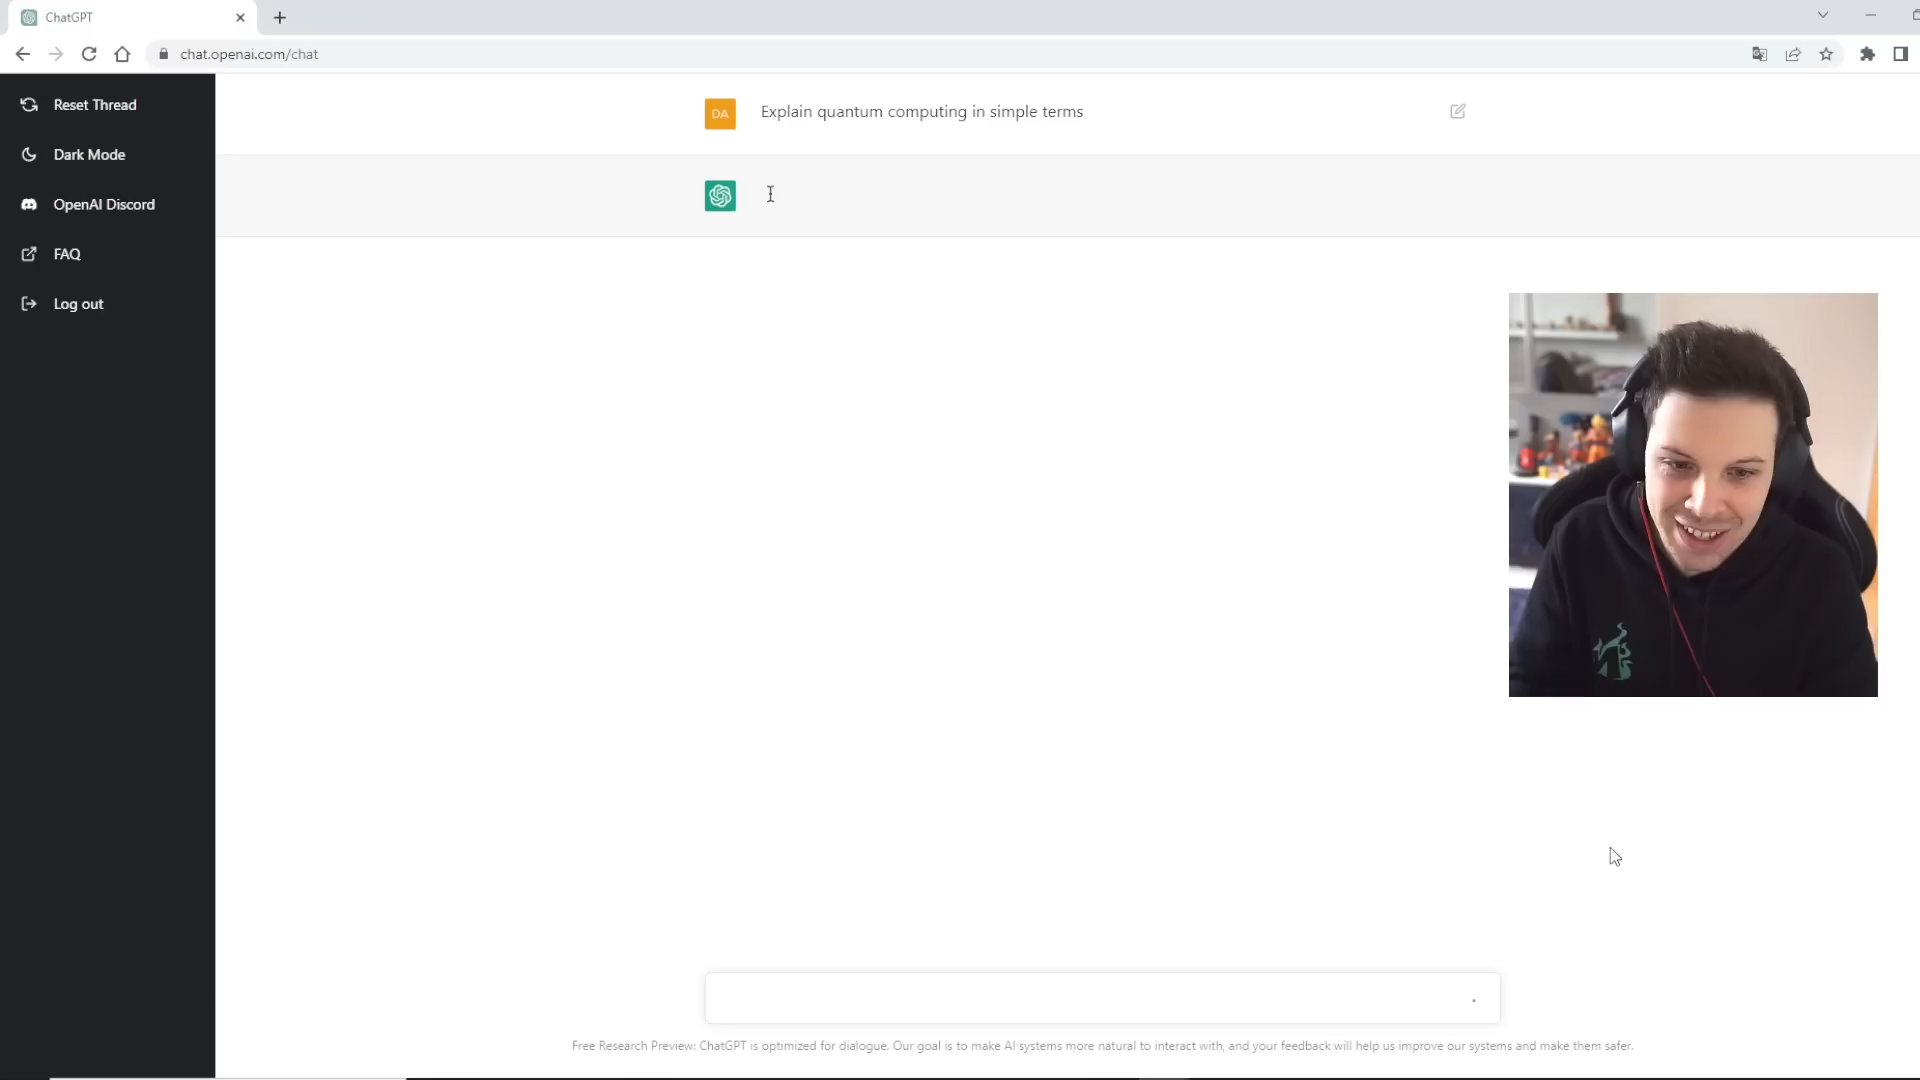 ChatGPT
chat.openai.com/chat
Reset Thread
Dark Mode
OpenAI Discord
FAQ
Log out
DA
Explain quantum computing in simple terms
Free Research Preview: ChatGPT is optimized for dialogue. Our goal is to make AI systems more natural to interact with, and your feedback will help us improve our systems and make them safer.